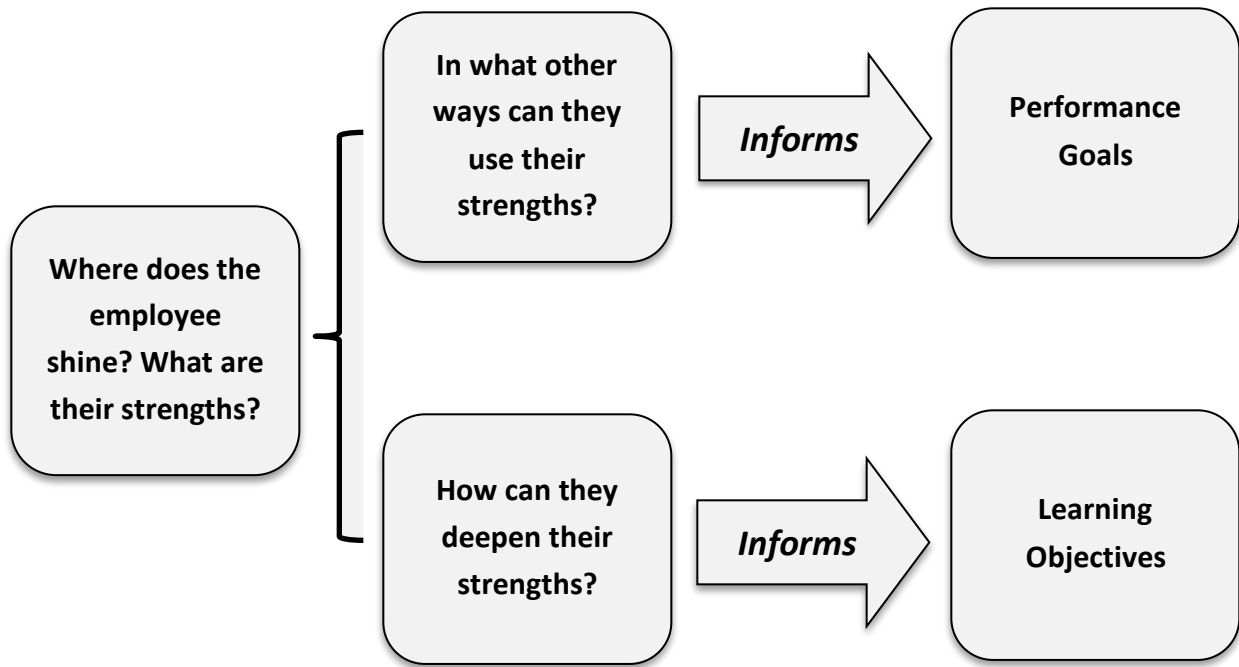 Where does the
employee
shine? What are
their strengths?
In what other
ways can they
use their
strengths?
Informs
Performance
Goals
How can they
deepen their
strengths?
Informs
Learning
Objectives